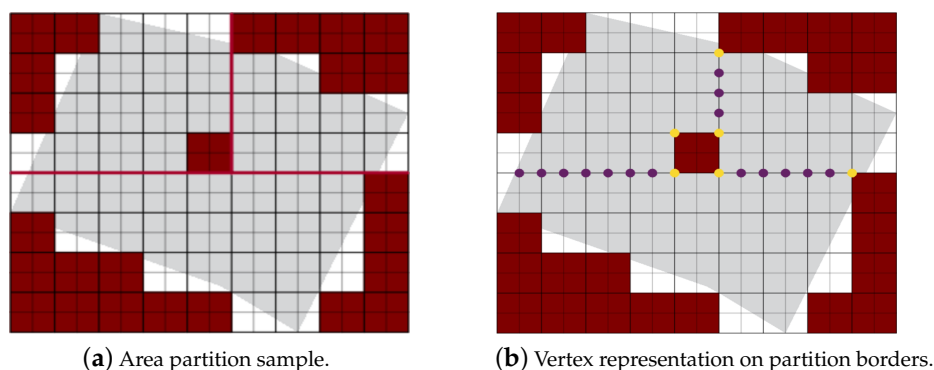 (a) Area partition sample.
(b) Vertex representation on partition borders.